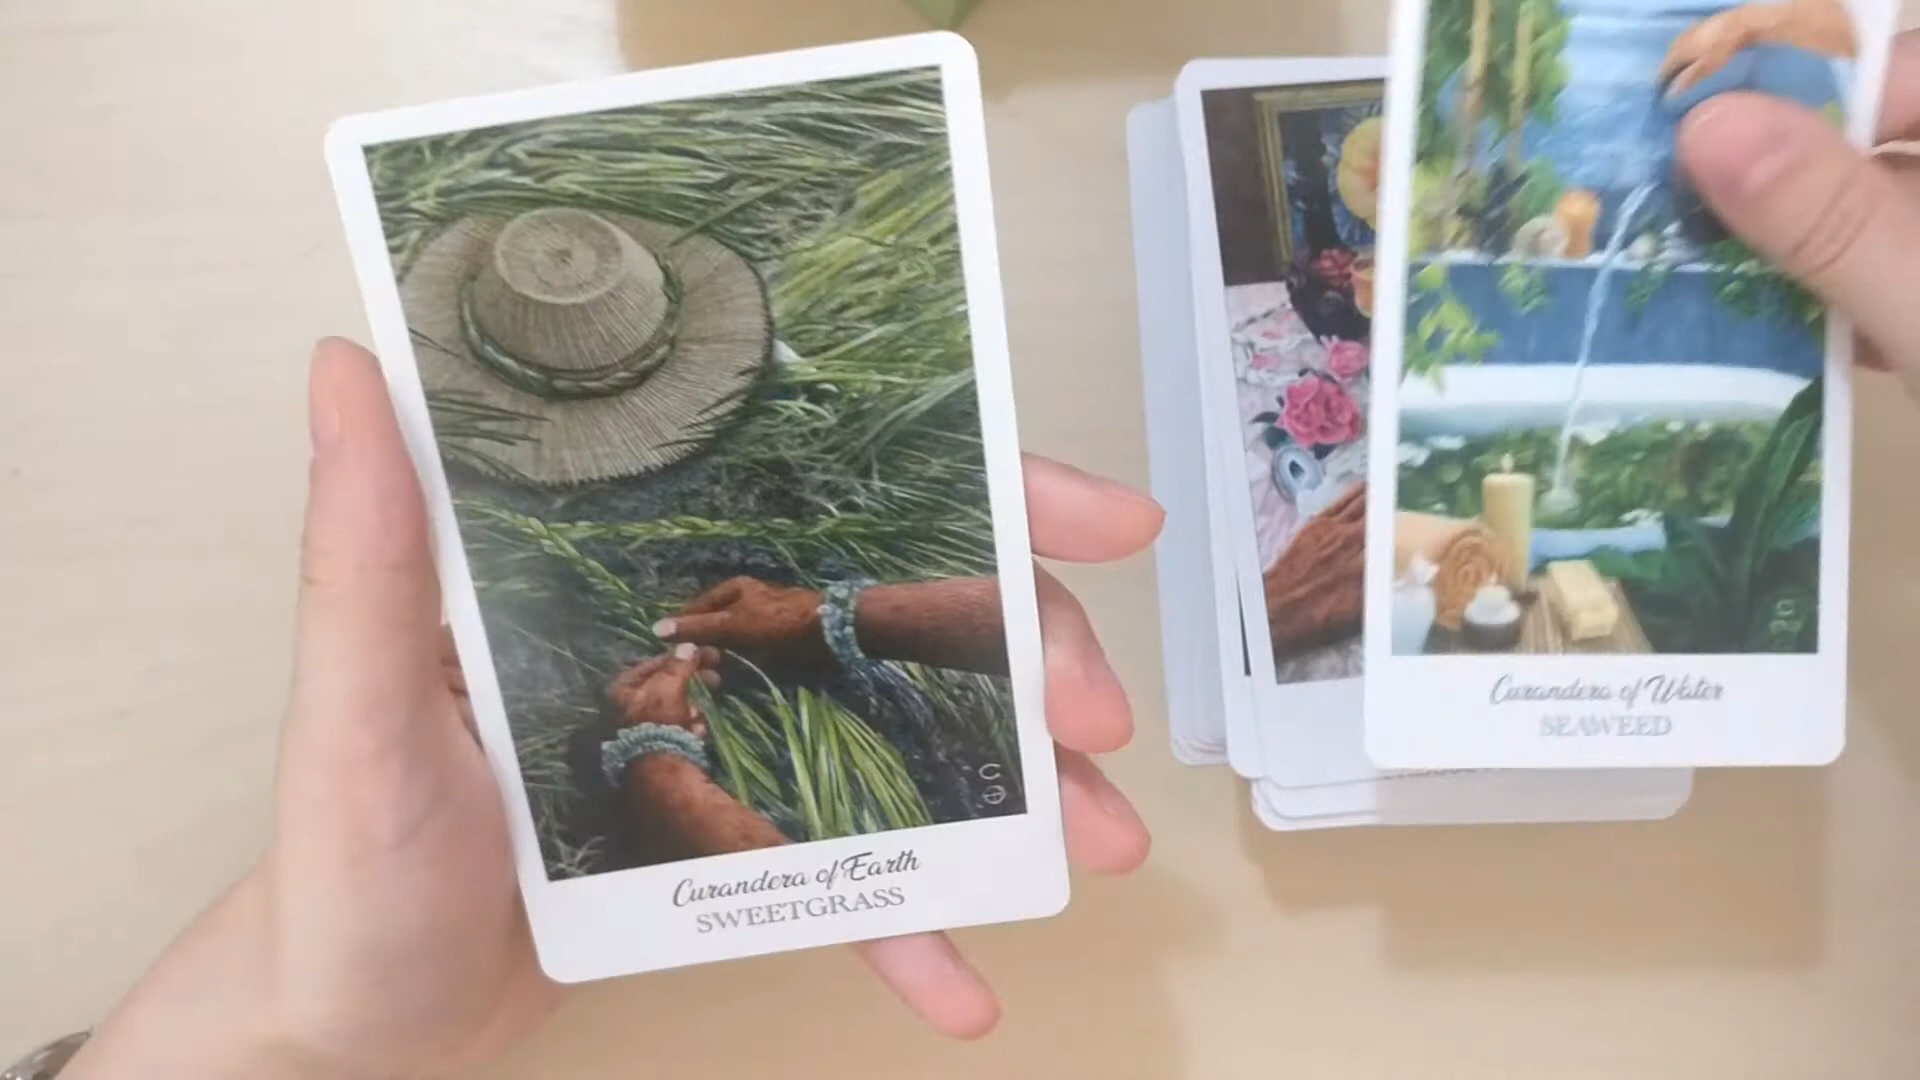 Curandera of Earth
SWEETGRASS
Curandera of Water
SEAWEED